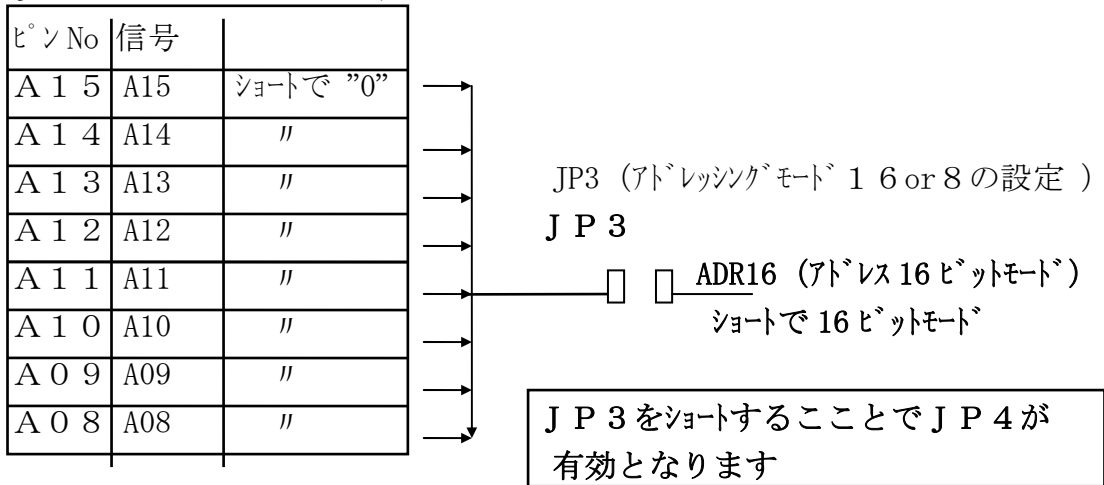 ﾋﾟﾝNo 信号
Ａ１５ A15 ｼｮｰﾄで ”0”
Ａ１４ A14 〃
Ａ１３ A13 〃
Ａ１２ A12 〃
Ａ１１ A11 〃
Ａ１０ A10 〃
Ａ０９ A09 〃
Ａ０８ A08 〃
JP3（ｱﾄﾞﾚｯｼﾝｸﾞﾓｰﾄﾞ１６or８の設定 ）
ＪＰ３
ADR16（ｱﾄﾞﾚｽ16ﾋﾞｯﾄﾓｰﾄﾞ）
ｼｮｰﾄで16ﾋﾞｯﾄﾓｰﾄﾞ
ＪＰ３をｼｮｰﾄするこことでＪＰ４が
有効となります